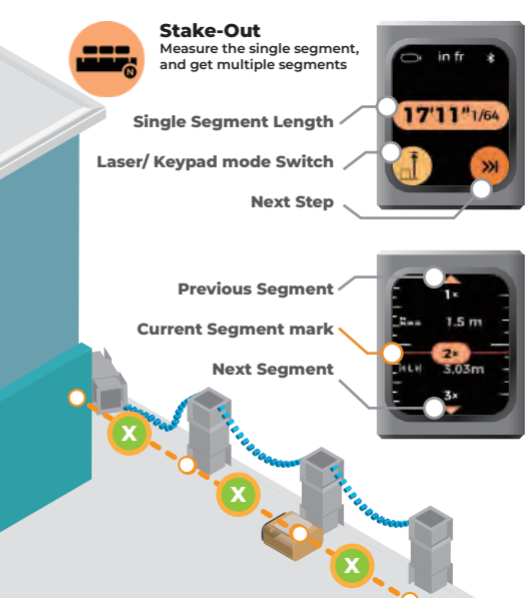 Stake-Out
Measure the single segment,
and get multiple segments
N
in fr
17'11" 1/64
Single Segment Length
Laser/ Keypad mode Switch
Next Step
Previous Segment
Current Segment mark
Next Segment
1x
1.5 m
2x
3.03m
3x
X
X
X